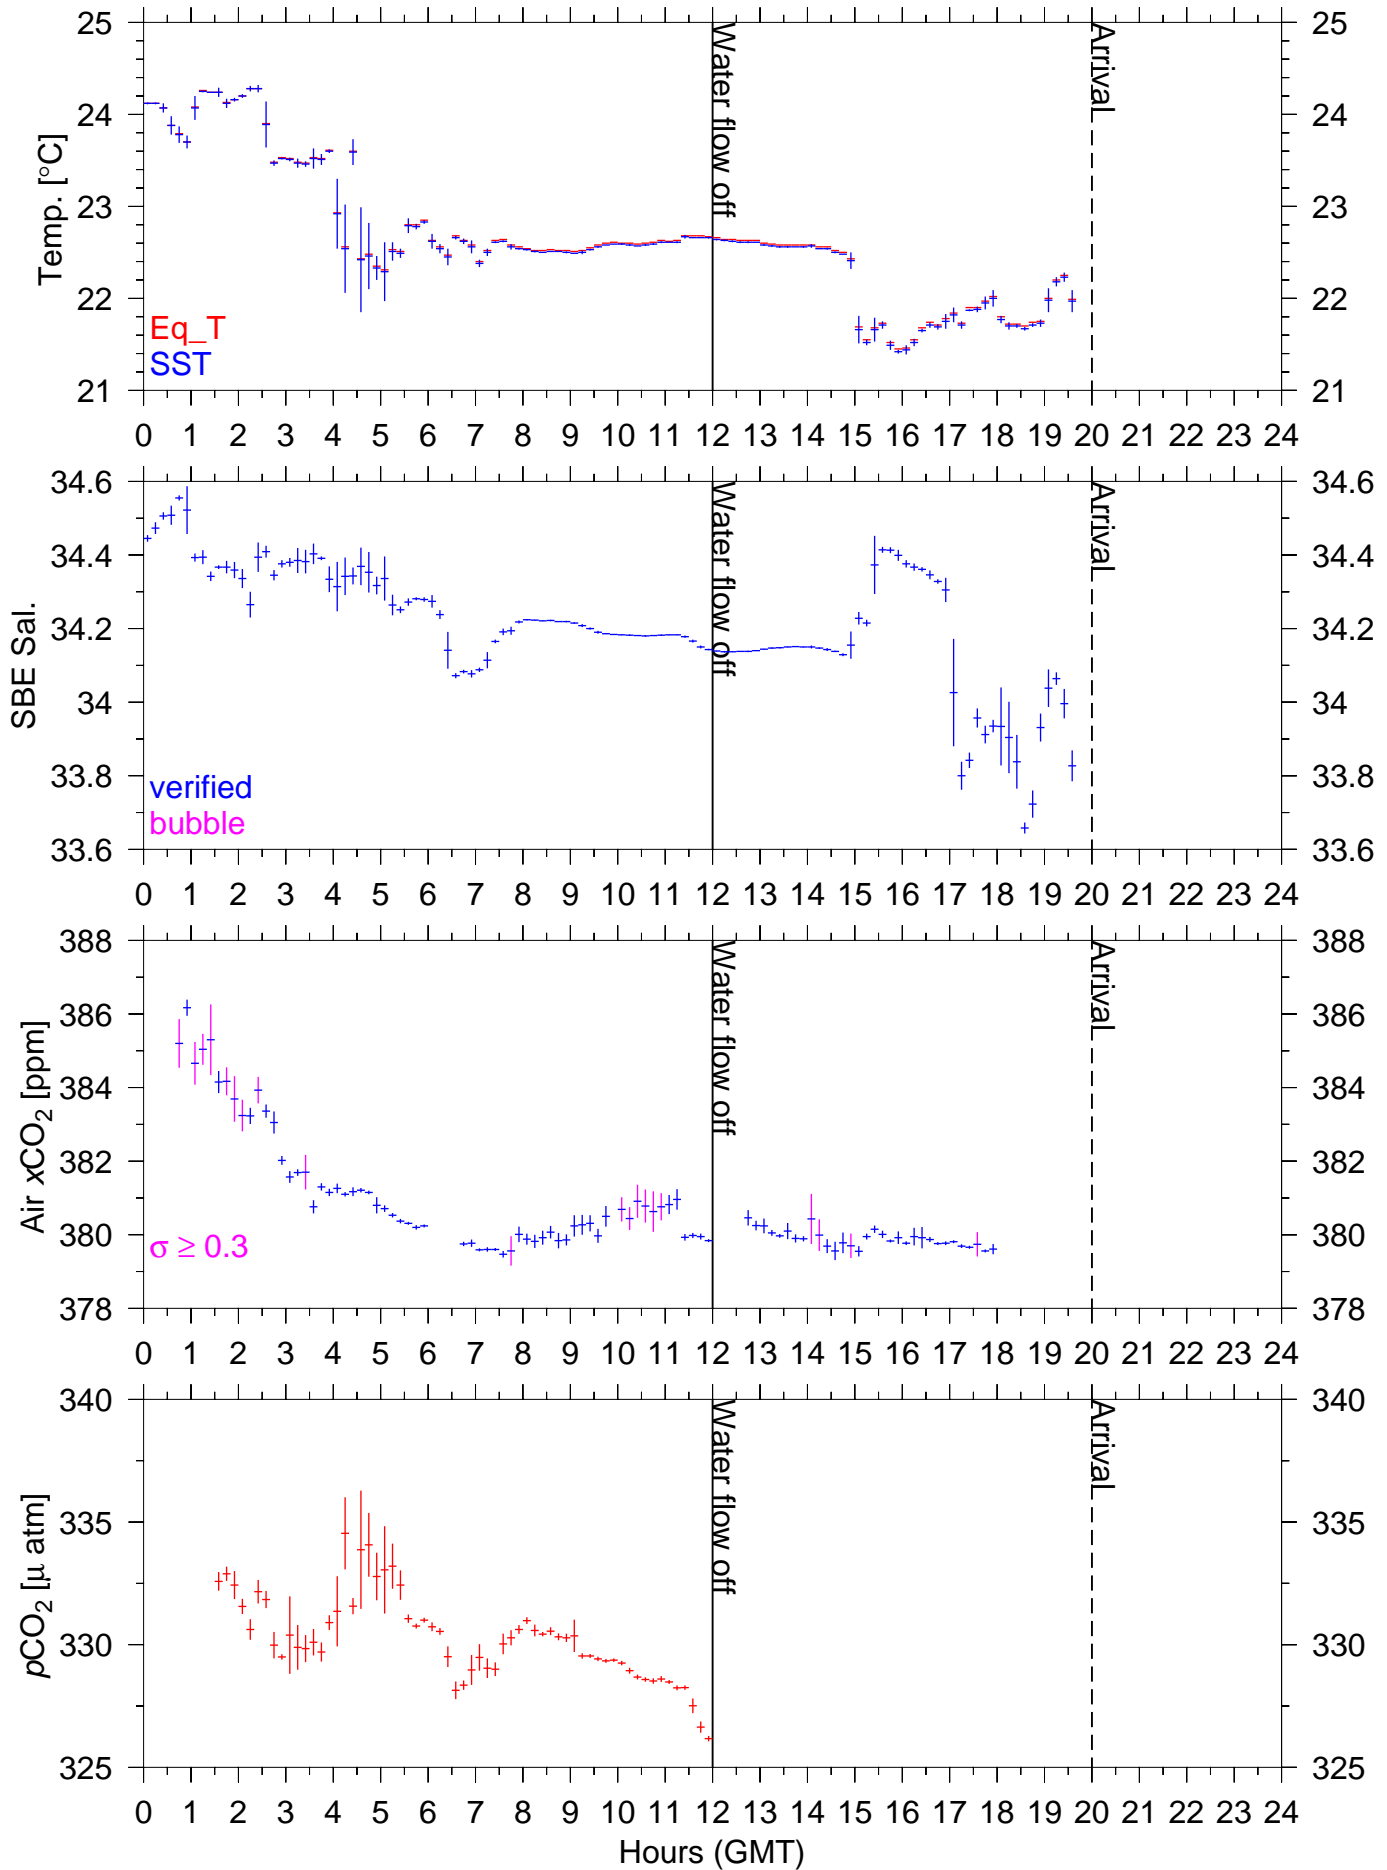 25 25
24 24
23 23
22 22
21 21
Temp. [°C]
Eq_T
SST
Water flow off
Arrival
0 1 2 3 4 5 6 7 8 9 10 11 12 13 14 15 16 17 18 19 20 21 22 23 24
34.6 34.6
34.4 34.4
34.2 34.2
34 34
33.8 33.8
33.6 33.6
SBE Sal.
verified
bubble
Water flow off
Arrival
0 1 2 3 4 5 6 7 8 9 10 11 12 13 14 15 16 17 18 19 20 21 22 23 24
388 388
386 386
384 384
382 382
380 380
378 378
Air xCO₂ [ppm]
σ ≥ 0.3
Water flow off
Arrival
0 1 2 3 4 5 6 7 8 9 10 11 12 13 14 15 16 17 18 19 20 21 22 23 24
340 340
335 335
330 330
325 325
pCO₂ [μ atm]
Water flow off
Arrival
0 1 2 3 4 5 6 7 8 9 10 11 12 13 14 15 16 17 18 19 20 21 22 23 24
Hours (GMT)